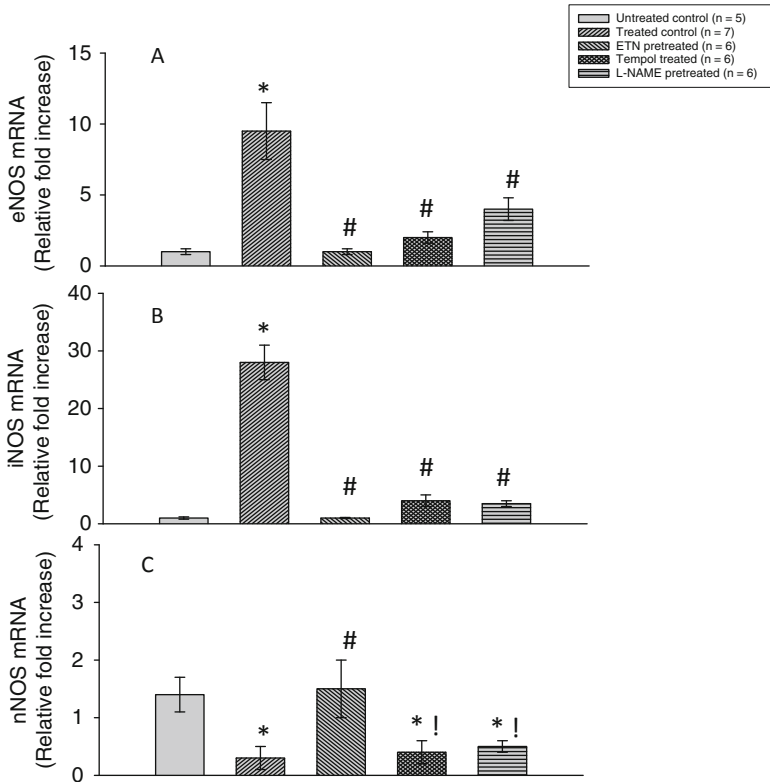 Untreated control (n = 5)
Treated control (n = 7)
ETN pretreated (n = 6)
Tempol treated (n = 6)
L-NAME pretreated (n = 6)
A
eNOS mRNA
(Relative fold increase)
15
10
5
0
*
#
#
#
B
iNOS mRNA
(Relative fold increase)
40
30
20
10
0
*
#
#
#
C
nNOS mRNA
(Relative fold increase)
4
3
2
1
0
*
#
* !
* !